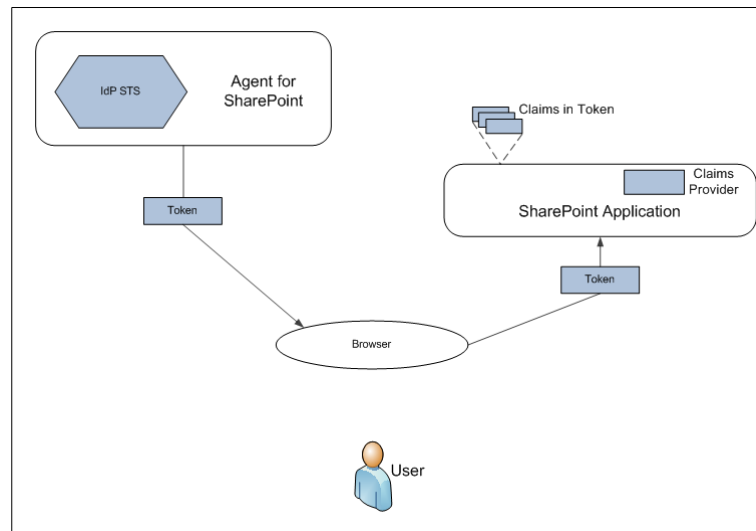 IdP STS
Agent for
SharePoint
Claims in Token
Claims
Provider
SharePoint Application
Token
Token
Browser
User